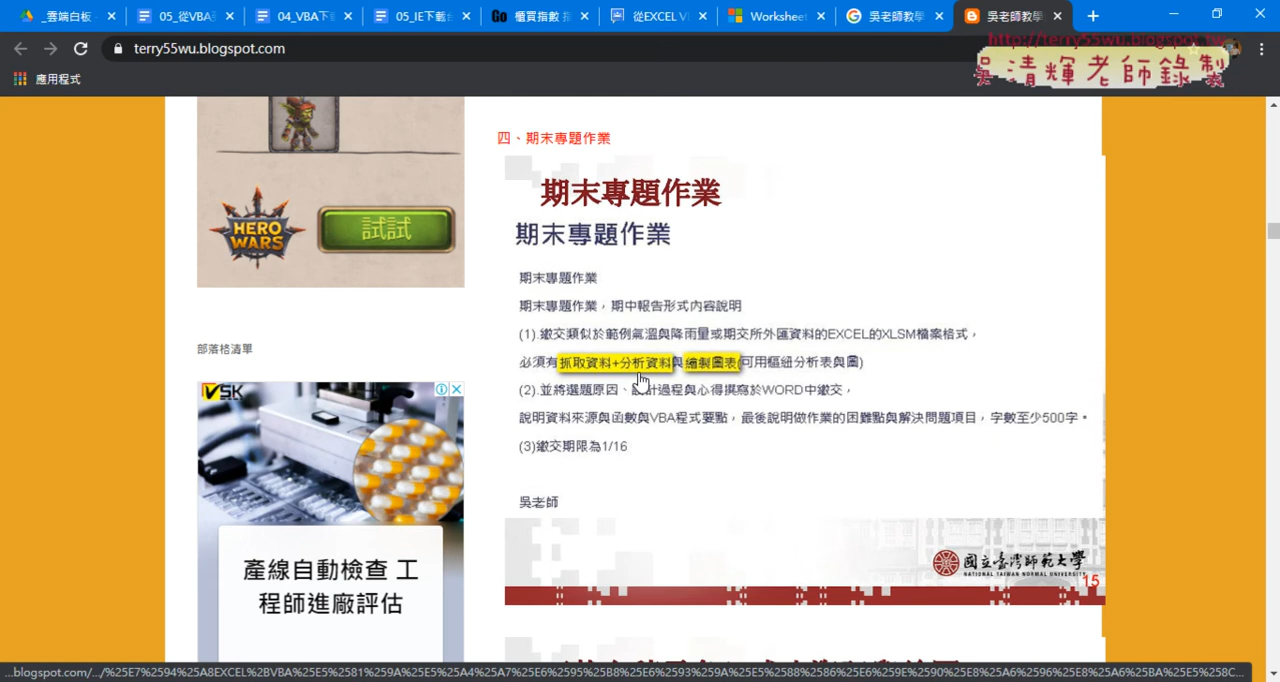 _雲端白板
05_從VBA
04_VBA下
05_IE下載
Go 櫃買指數
從EXCEL V
Worksheet
吳老師教學
吳老師教學
terry55wu.blogspot.com
http://terry55wu.blogspot.tw
吳清輝老師錄製
應用程式
四、期末專題作業
期末專題作業
期末專題作業
HERO WARS
試試
期末專題作業
期末專題作業，期中報告形式內容說明
(1).繳交類似於範例氣溫與降雨量或期交所外匯資料的EXCEL的XLSM檔案格式，
必須有抓取資料+分析資料與繪製圖表(可用樞紐分析表與圖)
(2).並將選題原因、設計過程與心得撰寫於WORD中繳交，
說明資料來源與函數與VBA程式要點，最後說明做作業的困難點與解決問題項目，字數至少500字。
(3)繳交期限為1/16
吳老師
部落格清單
VSK
產線自動檢查 工
程師進廠評估
國立臺灣師範大學
NATIONAL TAIWAN NORMAL UNIVERSITY
15
...blogspot.com/.../%25E7%2594%25A8EXCEL%2BVBA%25E5%2581%259A%25E5%25A4%25A7%25E6%2595%25B8%25E6%2593%259A%25E5%2588%2586%25E6%259E%2590%25E8%25A6%2596%25E8%25A6%25BA%25E5%258C...